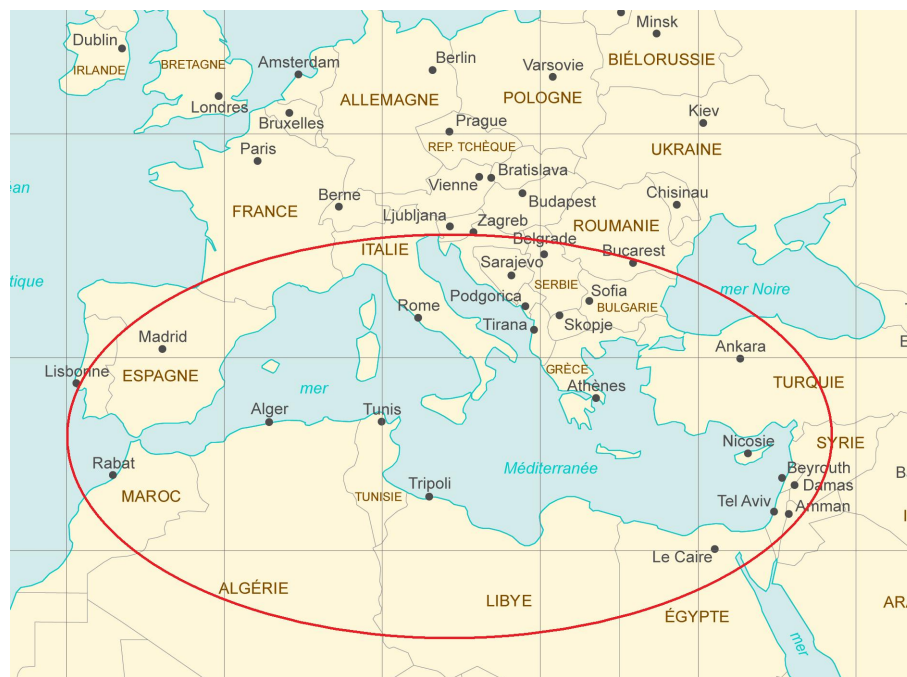 Minsk
Dublin
IRLANDE
BRETAGNE
Amsterdam
Berlin
Varsovie
BIÉLORUSSIE
Londres
ALLEMAGNE
POLOGNE
Bruxelles
Prague
Kiev
Paris
REP. TCHÈQUE
UKRAINE
Vienne
Bratislava
ean
Berne
Budapest
Chisinau
FRANCE
Ljubljana
Zagreb
ROUMANIE
ITALIE
Belgrade
Bucarest
tique
Sarajevo
SERBIE
mer Noire
Podgorica
Sofia
BULGARIE
Rome
Tirana
Skopje
Madrid
Ankara
Lisbonne
ESPAGNE
mer
GRÈCE
TURQUIE
Athènes
Alger
Tunis
Nicosie
SYRIE
Rabat
Méditerranée
Beyrouth
MAROC
TUNISIE
Tripoli
Damas
Tel Aviv
Amman
Le Caire
ALGÉRIE
LIBYE
ÉGYPTE
ARA
mer